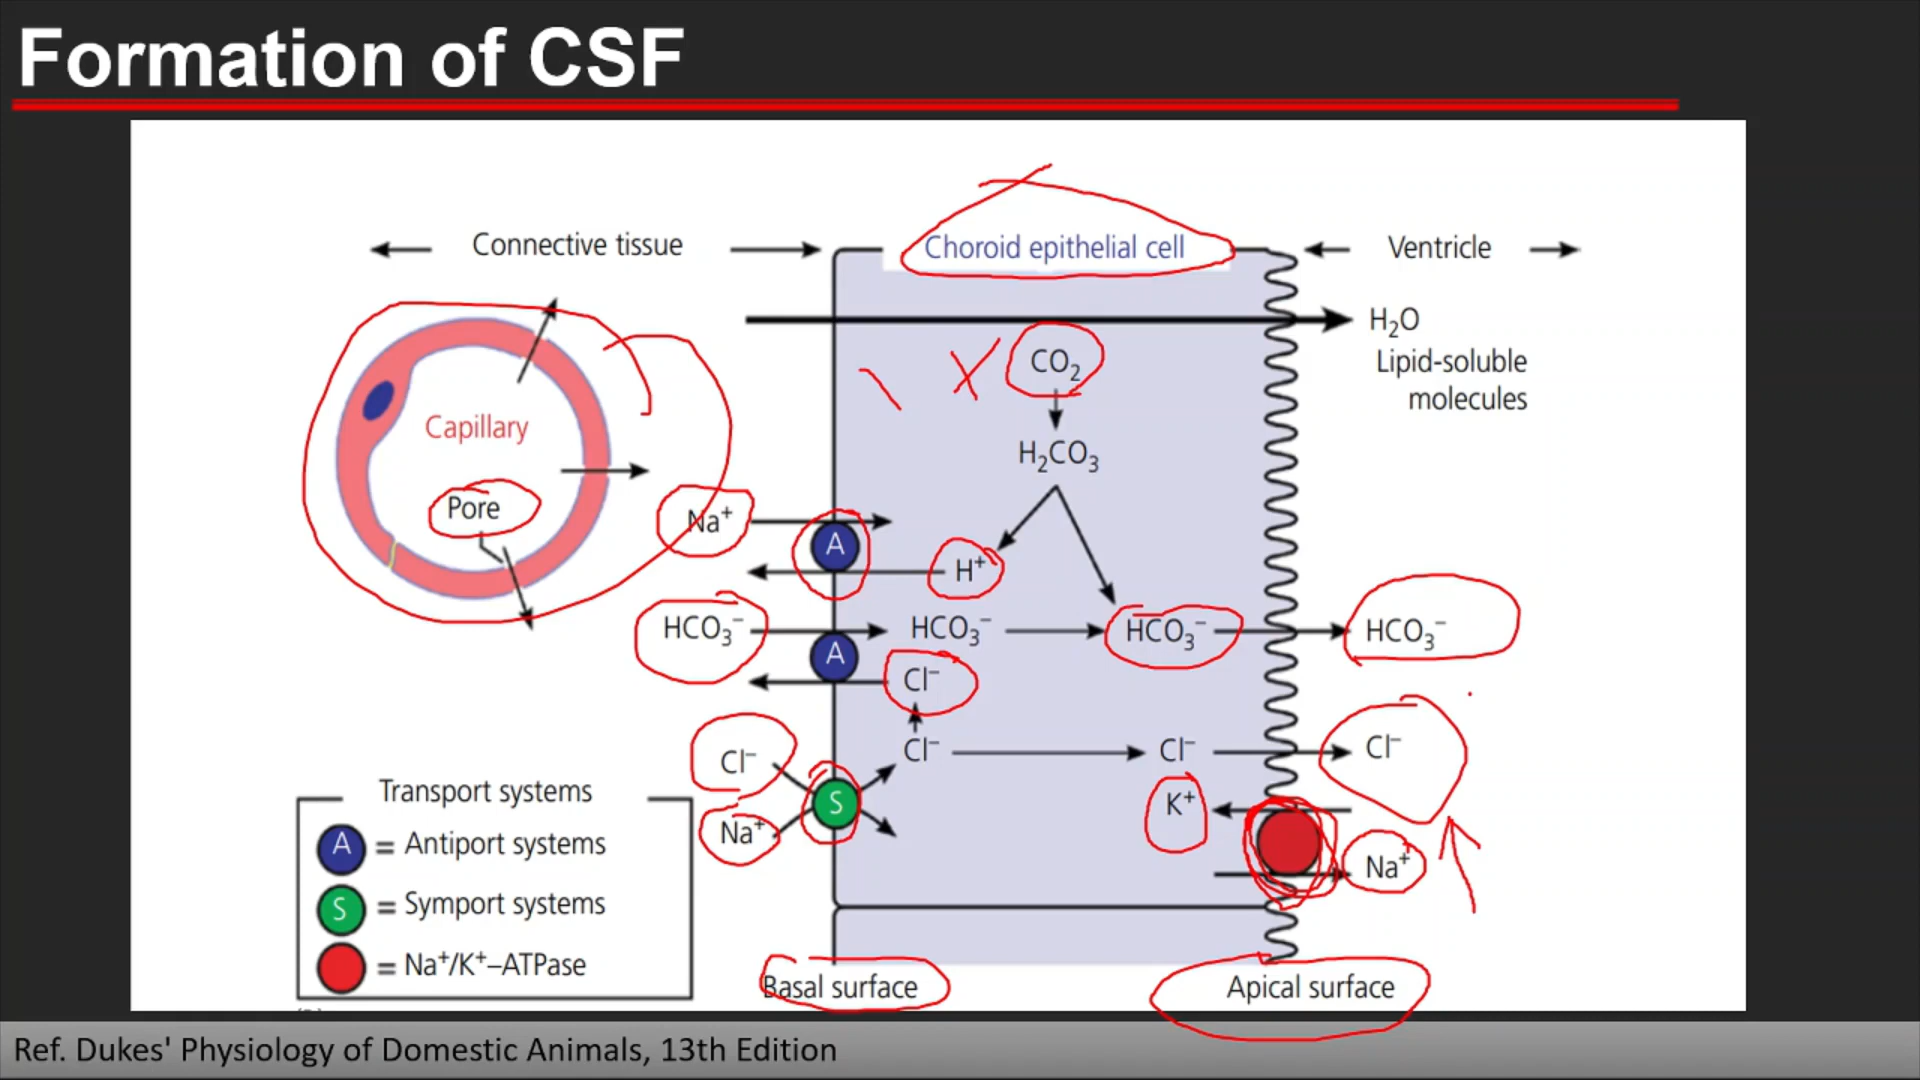 Formation of CSF
Connective tissue
Choroid epithelial cell
Ventricle
H₂O
Lipid-soluble
molecules
CO₂
H₂CO₃
Capillary
Pore
Na⁺
A
H⁺
HCO₃⁻
HCO₃⁻
HCO₃⁻
HCO₃⁻
A
Cl⁻
Cl⁻
Cl⁻
Cl⁻
Cl⁻
K⁺
S
Na⁺
Na⁺
Transport systems
A = Antiport systems
S = Symport systems
= Na⁺/K⁺–ATPase
Basal surface
Apical surface
Ref. Dukes' Physiology of Domestic Animals, 13th Edition